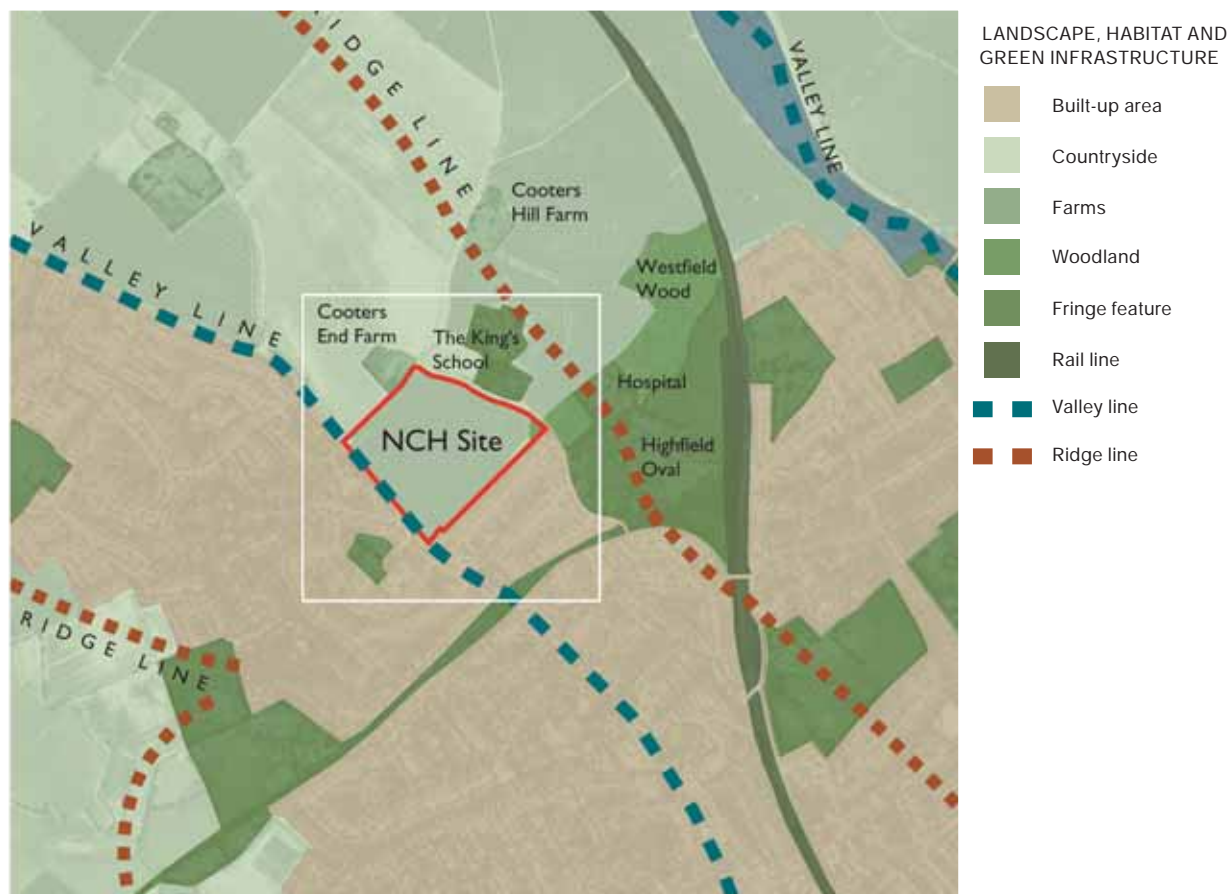 RIDGE LINE
VALLEY LINE
Cooters
Hill Farm
Westfield
Wood
VALLEY LINE
Cooters
End Farm
The King's
School
Hospital
NCH Site
Highfield
Oval
RIDGE LINE
LANDSCAPE, HABITAT AND
GREEN INFRASTRUCTURE
Built-up area
Countryside
Farms
Woodland
Fringe feature
Rail line
Valley line
Ridge line